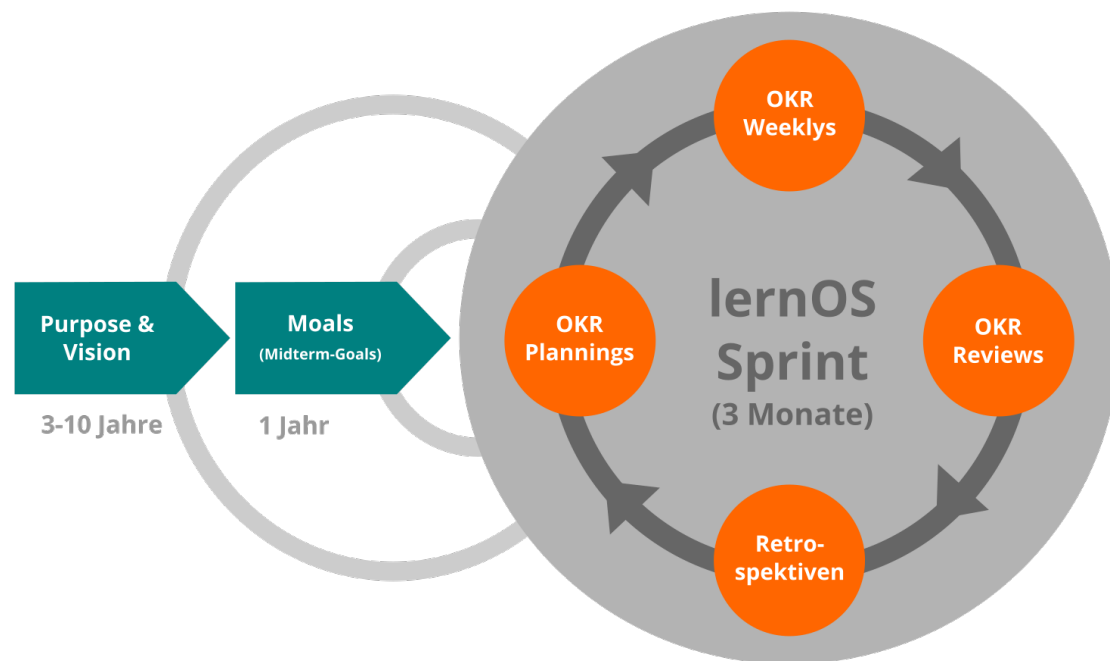 Purpose &
Vision
3-10 Jahre
Moals
(Midterm-Goals)
1 Jahr
OKR
Plannings
OKR
Weeklys
OKR
Reviews
Retro-
spektiven
lernOS
Sprint
(3 Monate)